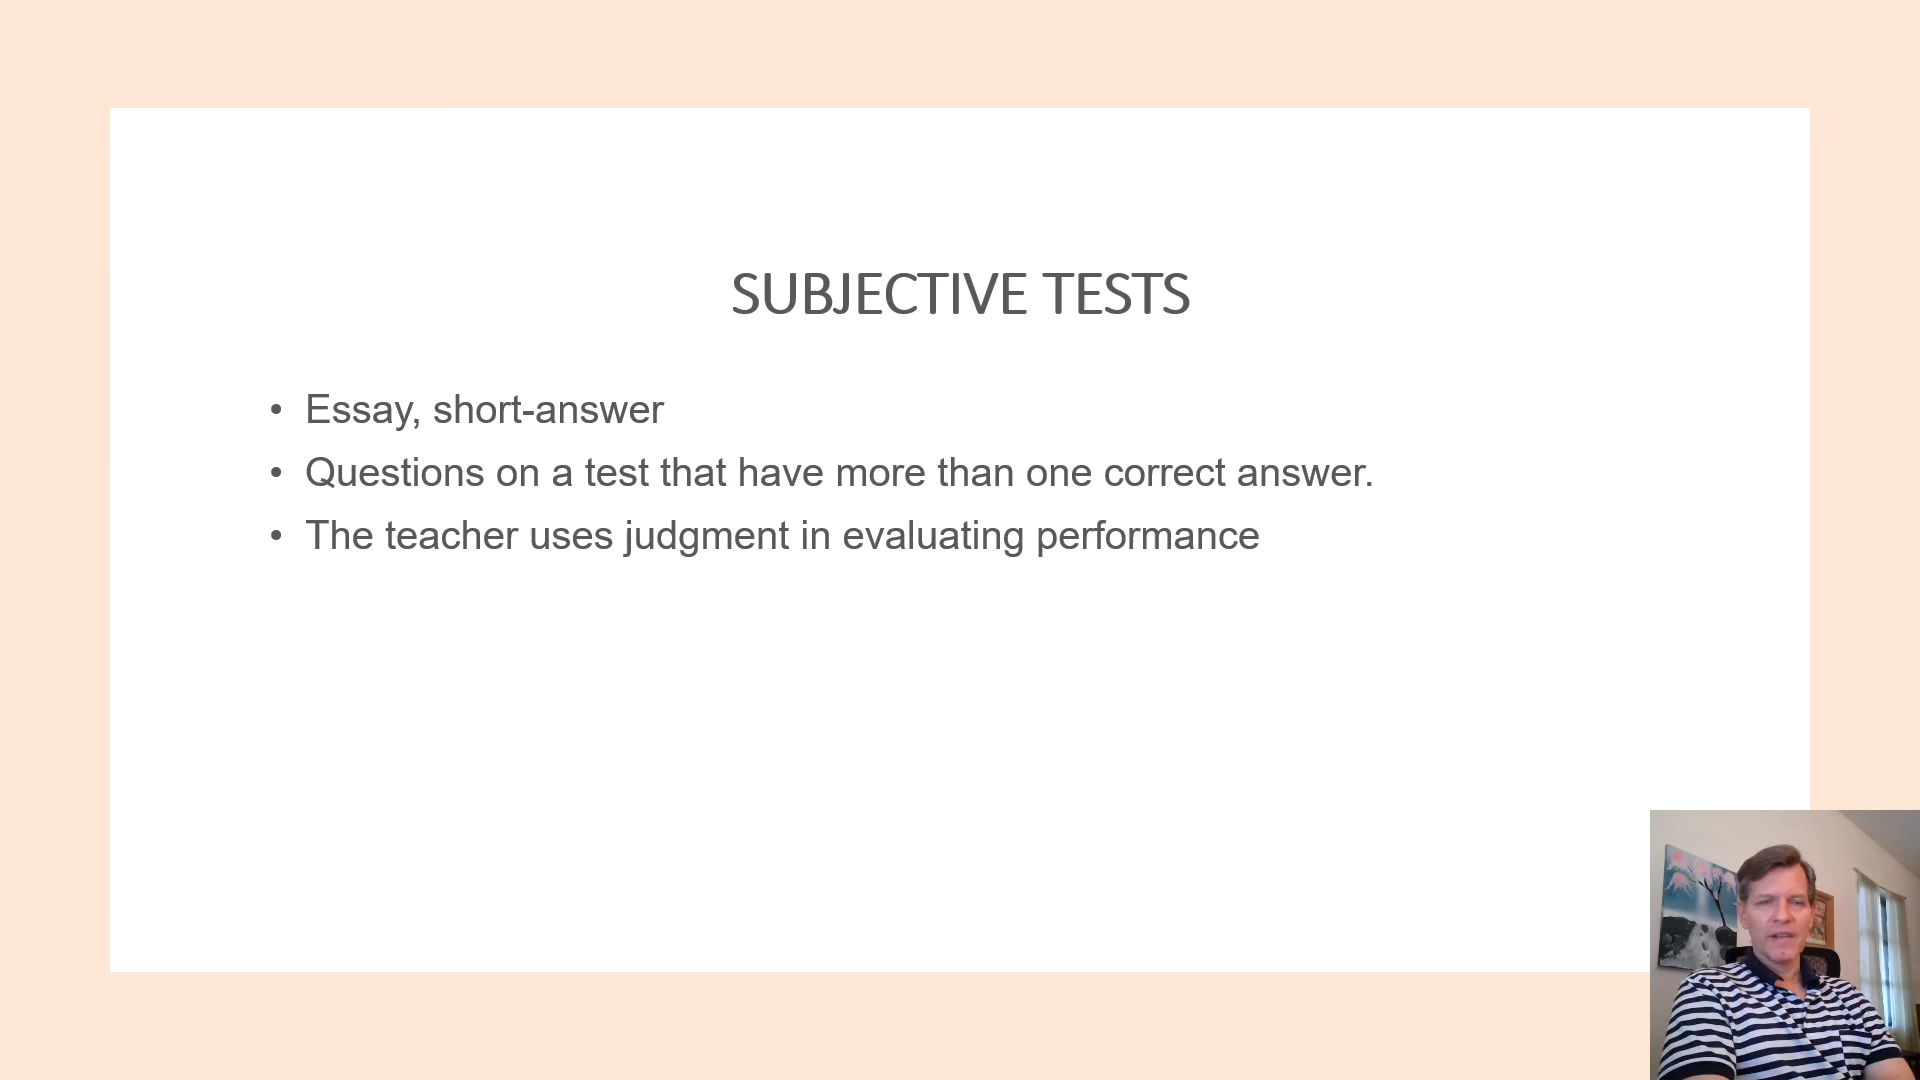 SUBJECTIVE TESTS
• Essay, short-answer
• Questions on a test that have more than one correct answer.
• The teacher uses judgment in evaluating performance